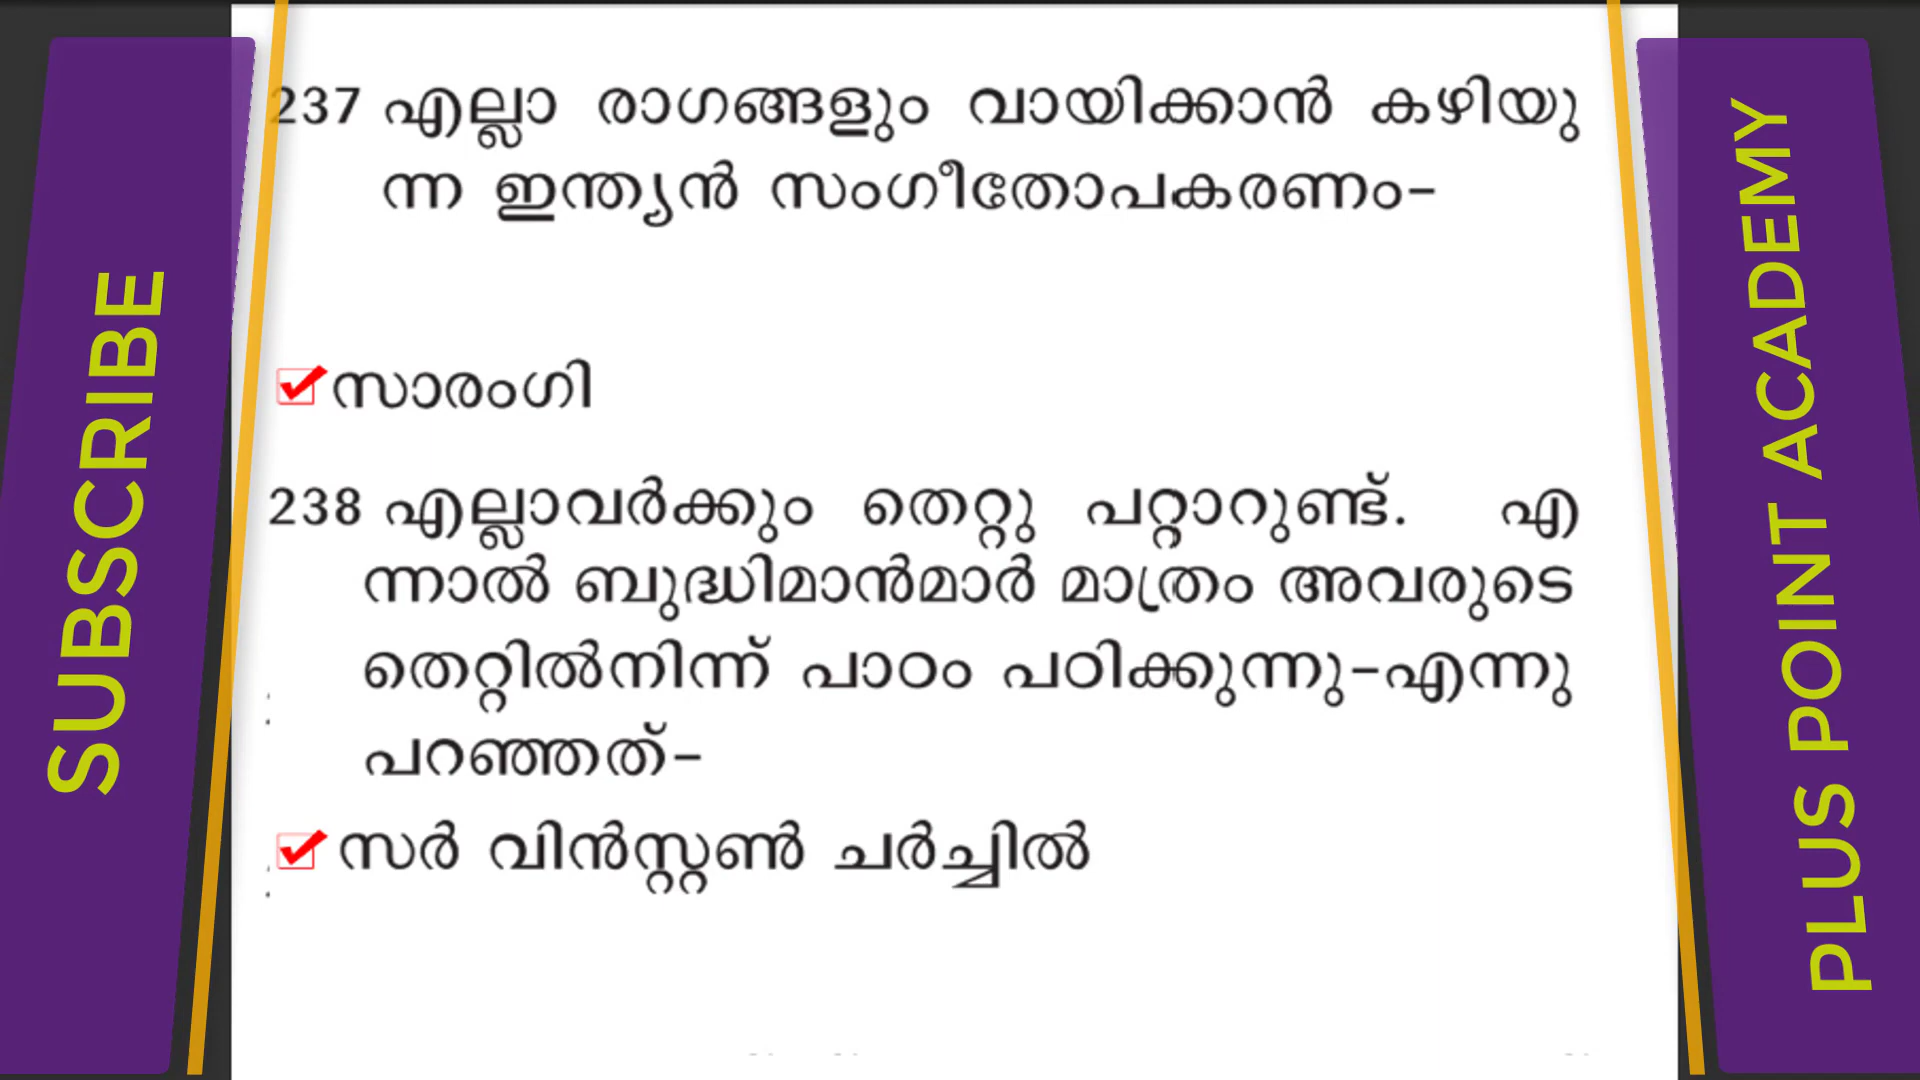 SUBSCRIBE
237 എല്ലാ രാഗങ്ങളും വായിക്കാൻ കഴിയു
ന്ന ഇന്ത്യൻ സംഗീതോപകരണം-
സാരംഗി
238 എല്ലാവർക്കും തെറ്റു പറ്റാറുണ്ട്. എ
ന്നാൽ ബുദ്ധിമാൻമാർ മാത്രം അവരുടെ
തെറ്റിൽനിന്ന് പാഠം പഠിക്കുന്നു-എന്നു
പറഞ്ഞത്-
സർ വിൻസ്റ്റൺ ചർച്ചിൽ
PLUS POINT ACADEMY